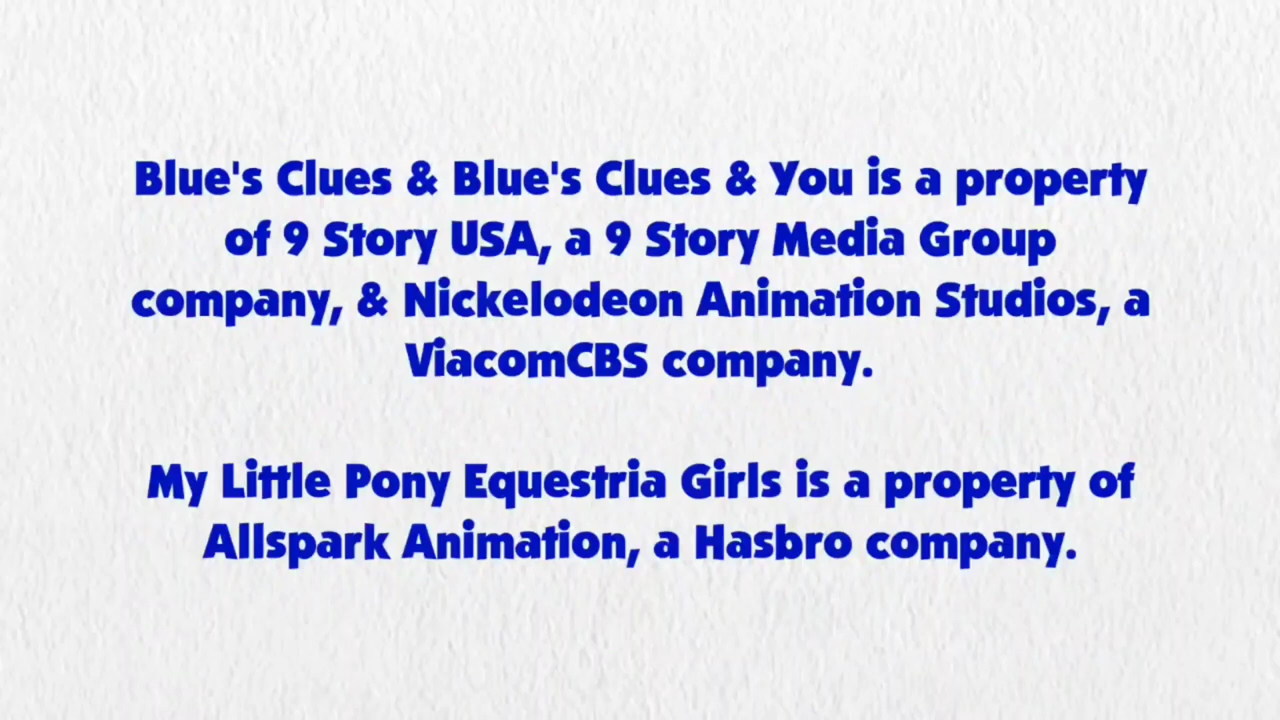 Blue's Clues & Blue's Clues & You is a property
of 9 Story USA, a 9 Story Media Group
company, & Nickelodeon Animation Studios, a
ViacomCBS company.
My Little Pony Equestria Girls is a property of
Allspark Animation, a Hasbro company.